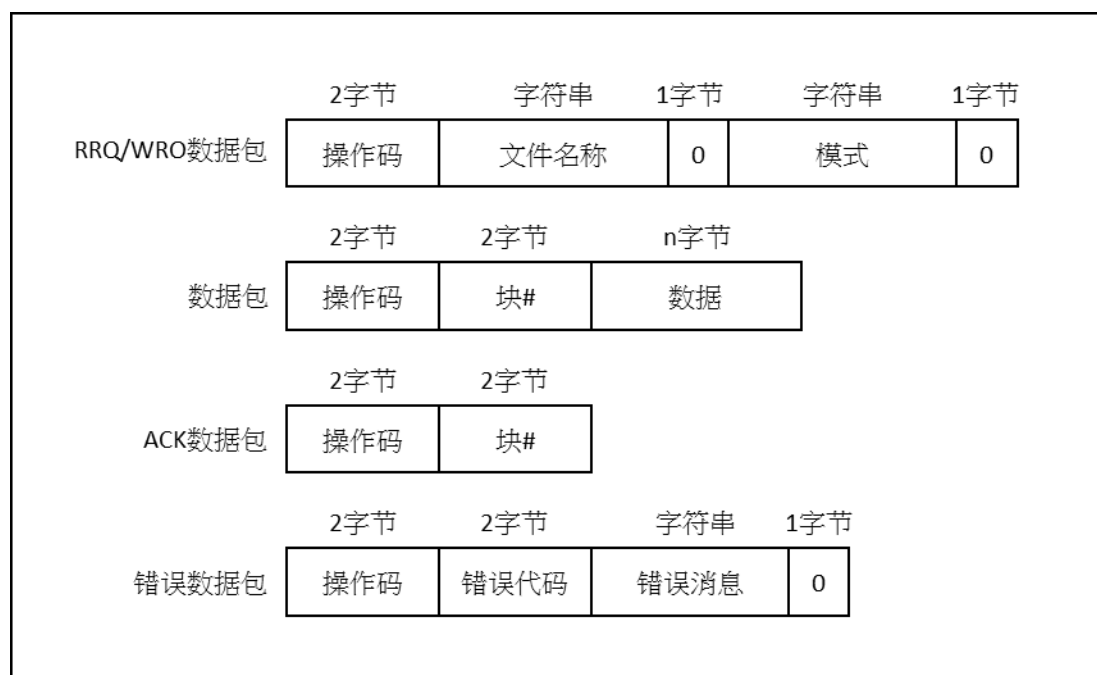 2字节 字符串 1字节 字符串 1字节
RRQ/WRO数据包 操作码 文件名称 0 模式 0
2字节 2字节 n字节
数据包 操作码 块# 数据
2字节 2字节
ACK数据包 操作码 块#
2字节 2字节 字符串 1字节
错误数据包 操作码 错误代码 错误消息 0